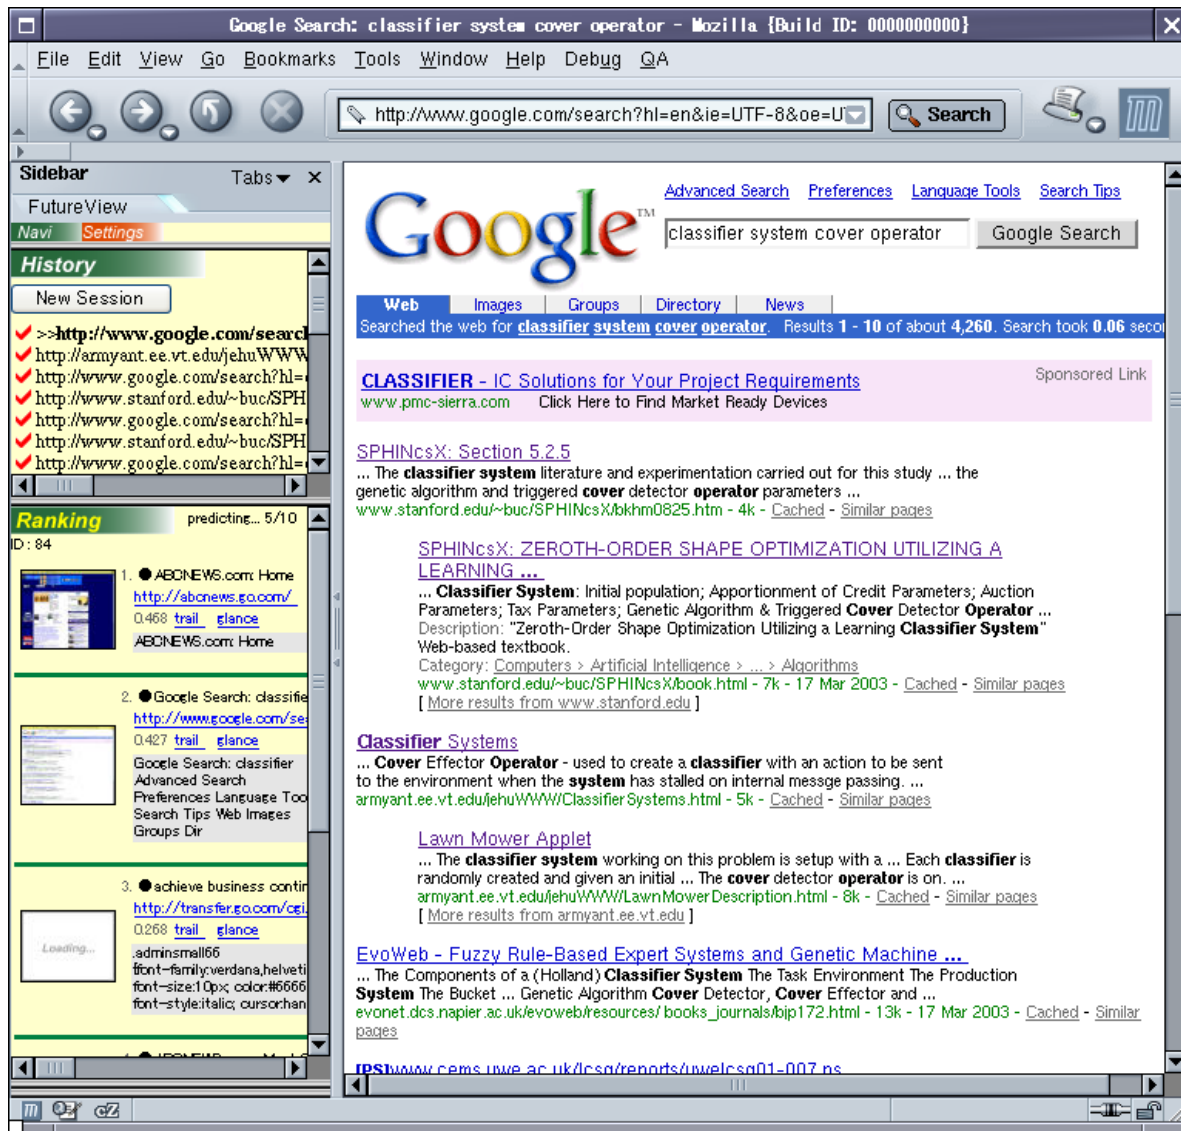 Google Search: classifier system cover operator - Mozilla {Build ID: 0000000000}
File Edit View Go Bookmarks Tools Window Help Debug QA
http://www.google.com/search?hl=en&ie=UTF-8&oe=U
Search
Sidebar
Tabs
FutureView
Navi Settings
History
New Session
>>http://www.google.com/search
http://armyant.ee.vt.edu/jehuWWW
http://www.google.com/search?hl=
http://www.stanford.edu/~buc/SPH
http://www.google.com/search?hl=
http://www.stanford.edu/~buc/SPH
http://www.google.com/search?hl=
Ranking predicting... 5/10
ID : 84
1. ABCNEWS.com: Home
http://abcnews.go.com/
0.468 trail glance
ABCNEWS.com: Home
2. Google Search: classifie
http://www.google.com/se
0.427 trail glance
Google Search: classifier
Advanced Search
Preferences Language Too
Search Tips Web Images
Groups Dir
3. achieve business contin
http://transfer.go.com/cgi
0.268 trail glance
Loading...
.adminsmall66
ffont-family:verdana,helveti
font-size:10px; color:#6666
font-style:italic; cursor:han
Google™
Advanced Search Preferences Language Tools Search Tips
classifier system cover operator
Google Search
Web Images Groups Directory News
Searched the web for classifier system cover operator. Results 1 - 10 of about 4,260. Search took 0.06 seco
CLASSIFIER - IC Solutions for Your Project Requirements
Sponsored Link
www.pmc-sierra.com Click Here to Find Market Ready Devices
SPHINcsX: Section 5.2.5
... The classifier system literature and experimentation carried out for this study ... the
genetic algorithm and triggered cover detector operator parameters ...
www.stanford.edu/~buc/SPHINcsX/bkhm0825.htm - 4k - Cached - Similar pages
SPHINcsX: ZEROTH-ORDER SHAPE OPTIMIZATION UTILIZING A
LEARNING ...
... Classifier System: Initial population; Apportionment of Credit Parameters; Auction
Parameters; Tax Parameters; Genetic Algorithm & Triggered Cover Detector Operator ...
Description: "Zeroth-Order Shape Optimization Utilizing a Learning Classifier System"
Web-based textbook.
Category: Computers > Artificial Intelligence > ... > Algorithms
www.stanford.edu/~buc/SPHINcsX/book.html - 7k - 17 Mar 2003 - Cached - Similar pages
[ More results from www.stanford.edu ]
Classifier Systems
... Cover Effector Operator - used to create a classifier with an action to be sent
to the environment when the system has stalled on internal messge passing. ...
armyant.ee.vt.edu/jehuWWW/ClassifierSystems.html - 5k - Cached - Similar pages
Lawn Mower Applet
... The classifier system working on this problem is setup with a ... Each classifier is
randomly created and given an initial ... The cover detector operator is on. ...
armyant.ee.vt.edu/jehuWWW/LawnMowerDescription.html - 8k - Cached - Similar pages
[ More results from armyant.ee.vt.edu ]
EvoWeb - Fuzzy Rule-Based Expert Systems and Genetic Machine ...
... The Components of a (Holland) Classifier System The Task Environment The Production
System The Bucket ... Genetic Algorithm Cover Detector, Cover Effector and ...
evonet.dcs.napier.ac.uk/evoweb/resources/ books_journals/bjp172.html - 13k - 17 Mar 2003 - Cached - Similar
pages
[PS]www.cems.uwe.ac.uk/lcsg/reports/uwelcsg01-007.ps